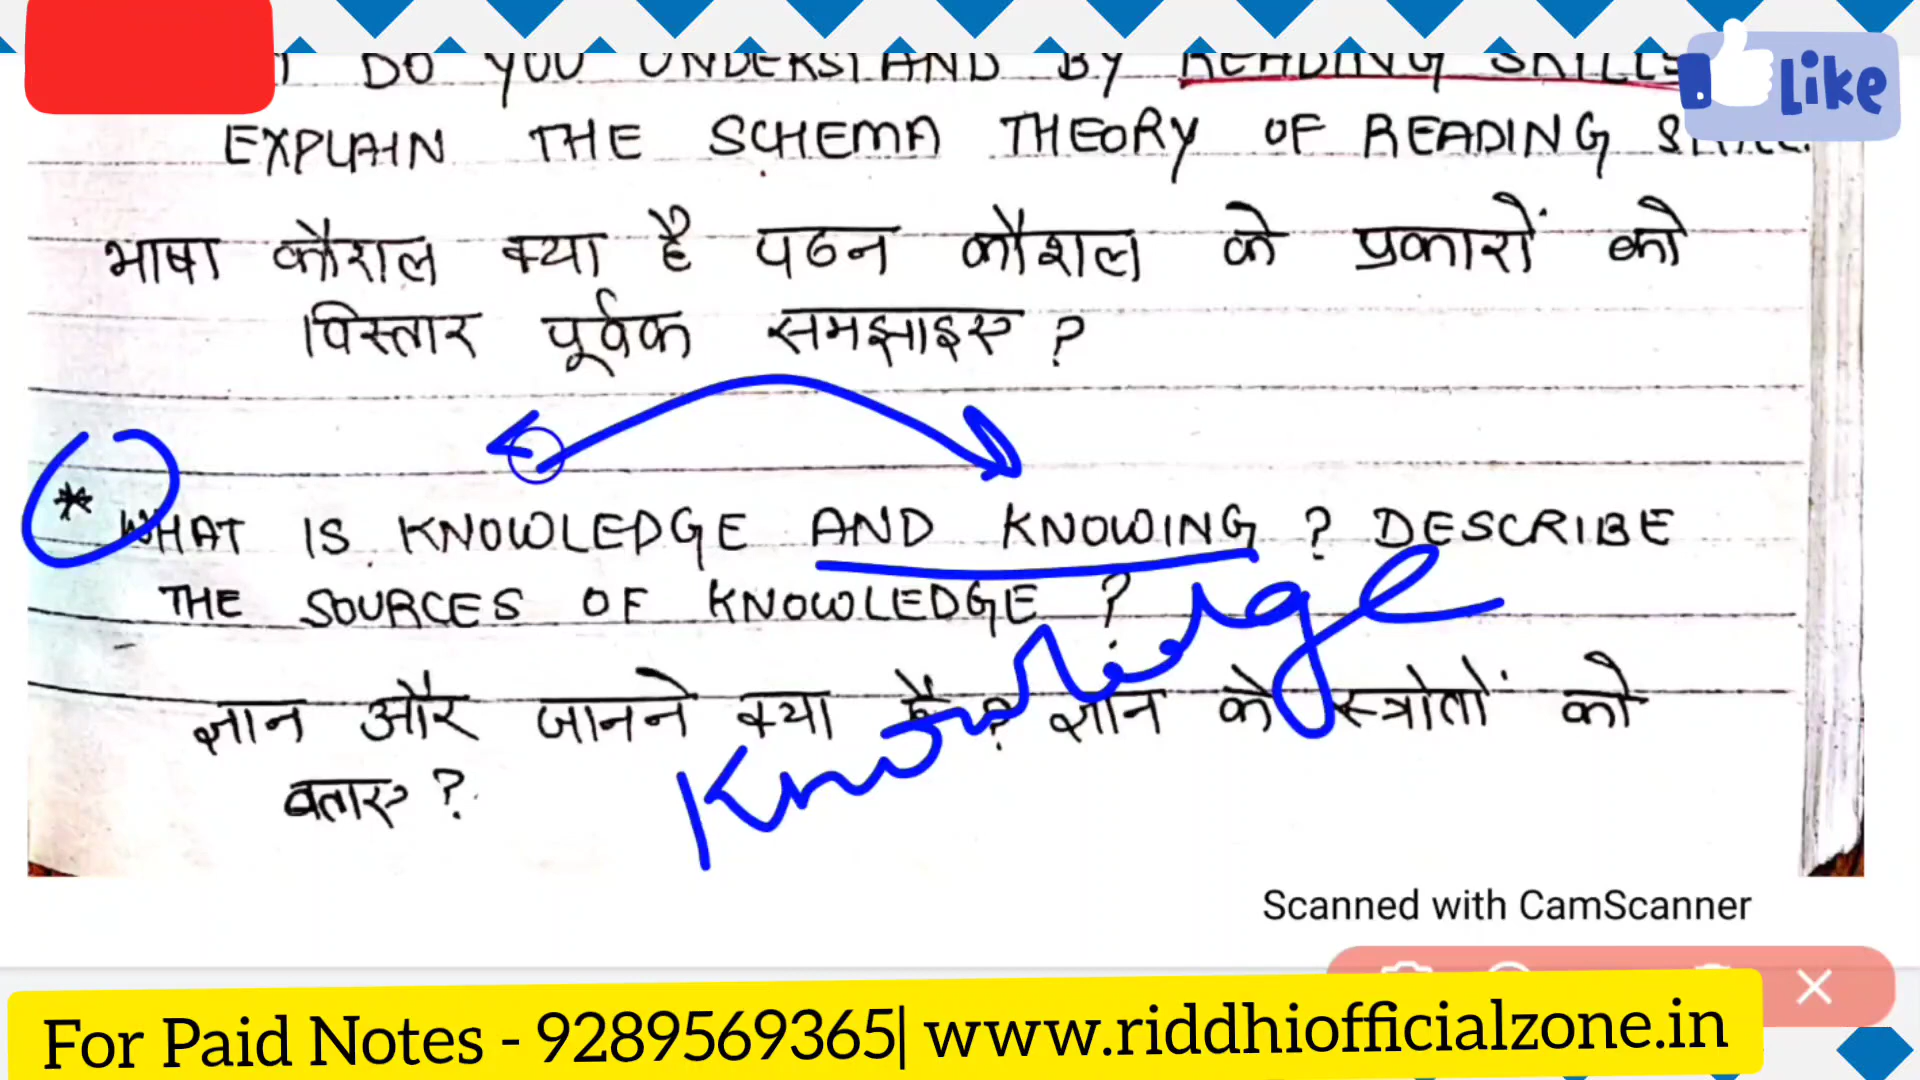 DO YOU UNDERSTAND BY READING SKILLS
Like
EXPLAIN THE SCHEMA THEORY OF READING
भाषा कौशल क्या है पठन कौशल के प्रकारों को
विस्तार पूर्वक समझाइए ?
* WHAT IS KNOWLEDGE AND KNOWING ? DESCRIBE
THE SOURCES OF KNOWLEDGE ?
ज्ञान और जानने क्या है ? ज्ञान के स्त्रोतों को
बताए ?
Knowledge
Scanned with CamScanner
For Paid Notes - 9289569365| www.riddhiofficialzone.in